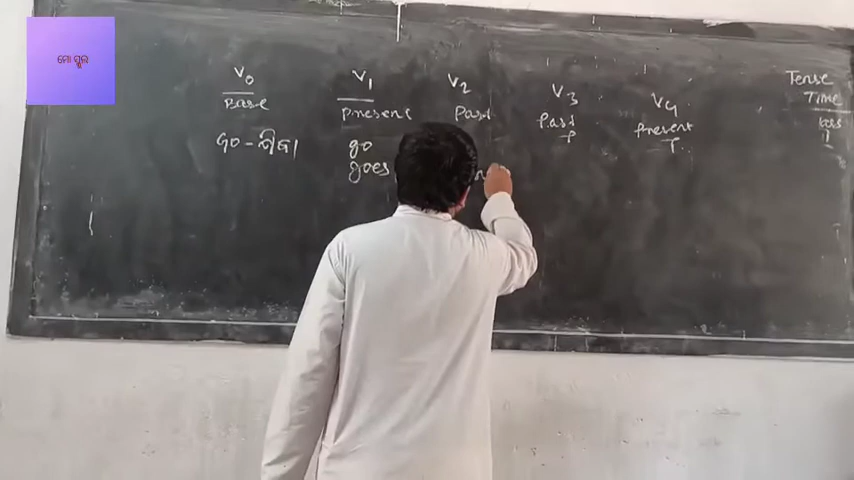 ମୋ ସ୍କୁଲ
V0 V1 V2 V3 V4
Base Present Past Past P Present P
Tense
Time
Go - ଯିବା go
goes